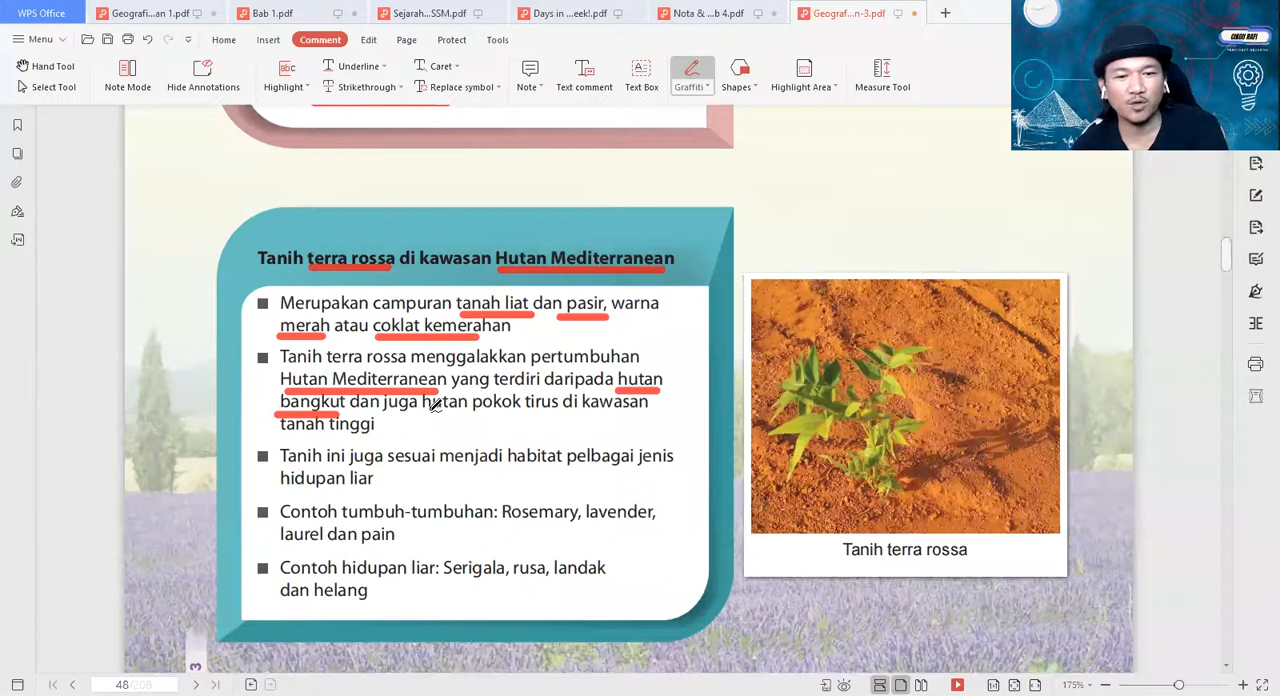 WPS Office
Geografi...an 1.pdf
Bab 1.pdf
Sejarah...SSM.pdf
Days in ...eek!.pdf
Nota & ...b 4.pdf
Geograf...n-3.pdf
Menu
Home
Insert
Comment
Edit
Page
Protect
Tools
Hand Tool
Select Tool
Note Mode
Hide Annotations
Highlight
Underline
Strikethrough
Caret
Replace symbol
Note
Text comment
Text Box
Graffiti
Shapes
Highlight Area
Measure Tool
CIKGU RAFI
Tanih terra rossa di kawasan Hutan Mediterranean
Merupakan campuran tanah liat dan pasir, warna
merah atau coklat kemerahan
Tanih terra rossa menggalakkan pertumbuhan
Hutan Mediterranean yang terdiri daripada hutan
bangkut dan juga hutan pokok tirus di kawasan
tanah tinggi
Tanih ini juga sesuai menjadi habitat pelbagai jenis
hidupan liar
Contoh tumbuh-tumbuhan: Rosemary, lavender,
laurel dan pain
Contoh hidupan liar: Serigala, rusa, landak
dan helang
Tanih terra rossa
3
48/206
175%